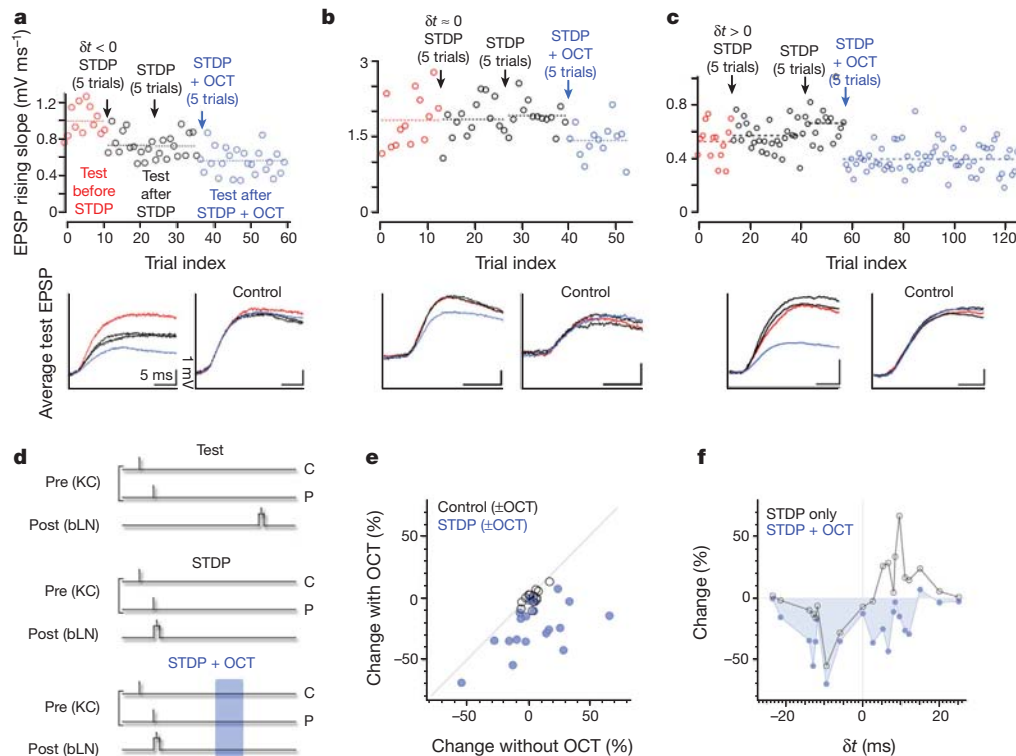 a
δt < 0
STDP
(5 trials)
STDP
(5 trials)
STDP
+ OCT
(5 trials)
EPSP rising slope (mV ms⁻¹)
1.2
0.8
0.4
0
Test
before
STDP
Test
after
STDP
Test after
STDP + OCT
0 10 20 30 40 50 60
Trial index
b
δt ≈ 0
STDP
(5 trials)
STDP
(5 trials)
STDP
+ OCT
(5 trials)
3
1.5
0
0 10 20 30 40 50
Trial index
c
δt > 0
STDP
(5 trials)
STDP
(5 trials)
STDP
+ OCT
(5 trials)
0.8
0.4
0
0 40 80 120
Trial index
Average test EPSP
5 ms
1 mV
Control
Control
Control
d
Test
Pre (KC)
C
P
Post (bLN)
STDP
Pre (KC)
C
P
Post (bLN)
STDP + OCT
Pre (KC)
C
P
Post (bLN)
e
Control (±OCT)
STDP (±OCT)
Change with OCT (%)
50
0
−50
−50 0 50
Change without OCT (%)
f
STDP only
STDP + OCT
Change (%)
50
0
−50
−20 0 20
δt (ms)